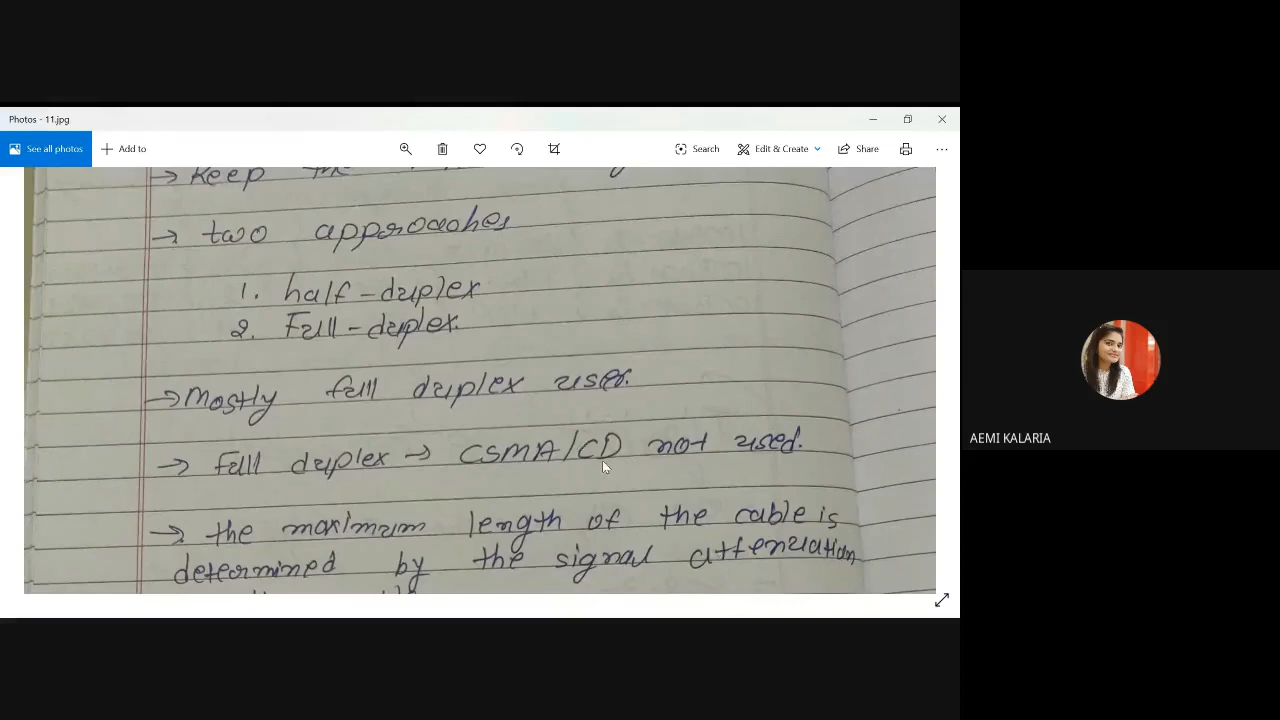 Photos - 11.jpg
See all photos
Add to
Search
Edit & Create
Share
→ Keep the
→ two approaches
1. half-duplex
2. Full-duplex.
→ Mostly full duplex user.
→ Full duplex → CSMA/CD not used.
→ the maximum length of the cable is
determined by the signal attenuation
AEMI KALARIA